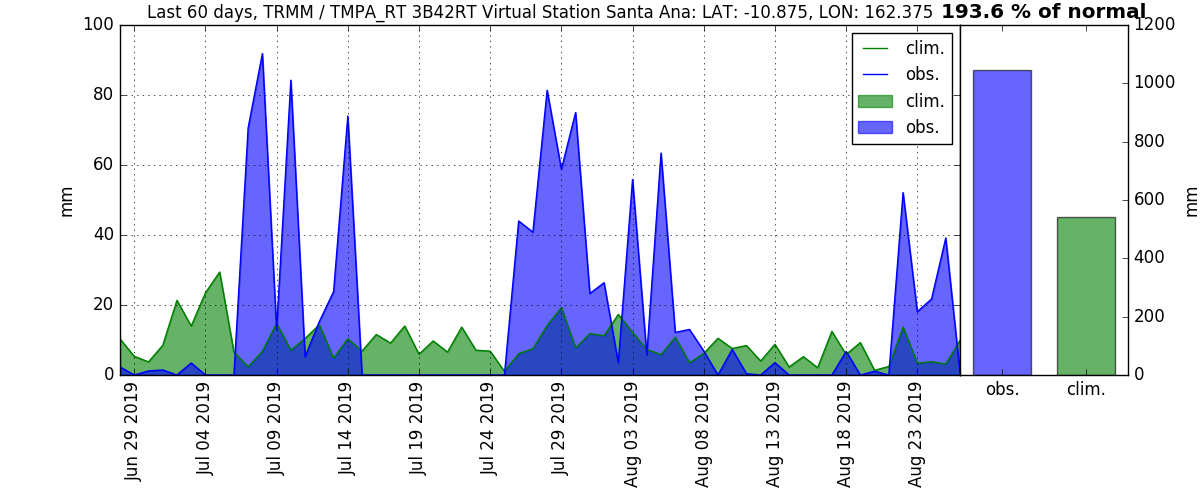 Last 60 days, TRMM / TMPA_RT 3B42RT Virtual Station Santa Ana: LAT: -10.875, LON: 162.375 193.6 % of normal
100
80
60
40
20
0
mm
clim.
obs.
clim.
obs.
1200
1000
800
600
400
200
0
mm
obs.
clim.
Jun 29 2019
Jul 04 2019
Jul 09 2019
Jul 14 2019
Jul 19 2019
Jul 24 2019
Jul 29 2019
Aug 03 2019
Aug 08 2019
Aug 13 2019
Aug 18 2019
Aug 23 2019